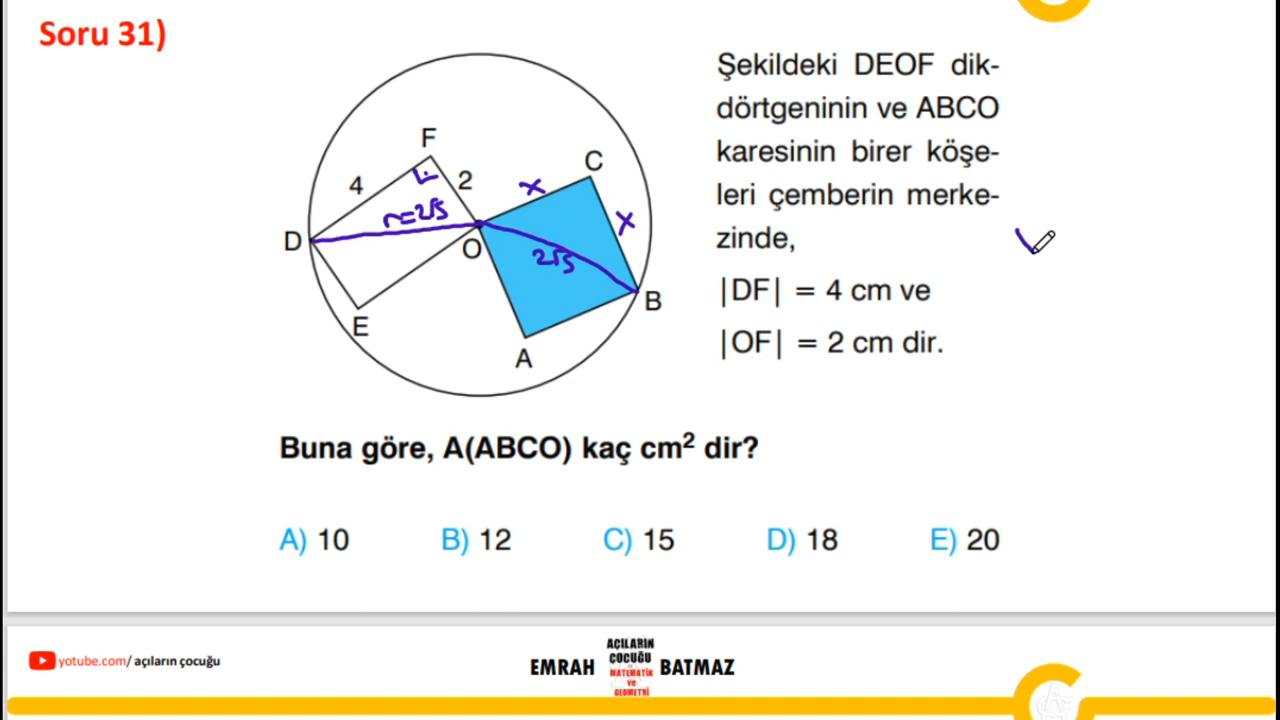 Soru 31)
Şekildeki DEOF dik-
dörtgeninin ve ABCO
karesinin birer köşe-
leri çemberin merke-
zinde,
|DF| = 4 cm ve
|OF| = 2 cm dir.
F
C
4
2
x
r=2√5
x
D
O
2√5
B
E
A
Buna göre, A(ABCO) kaç cm² dir?
A) 10 B) 12 C) 15 D) 18 E) 20
yotube.com/ açıların çocuğu
EMRAH
AÇILARIN
ÇOCUĞU
MATEMATİK
ve
GEOMETRİ
BATMAZ